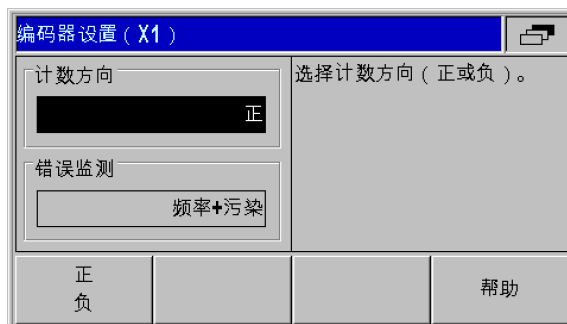 编码器设置（X1）
计数方向
正
选择计数方向（正或负）。
错误监测
频率+污染
正
负
帮助